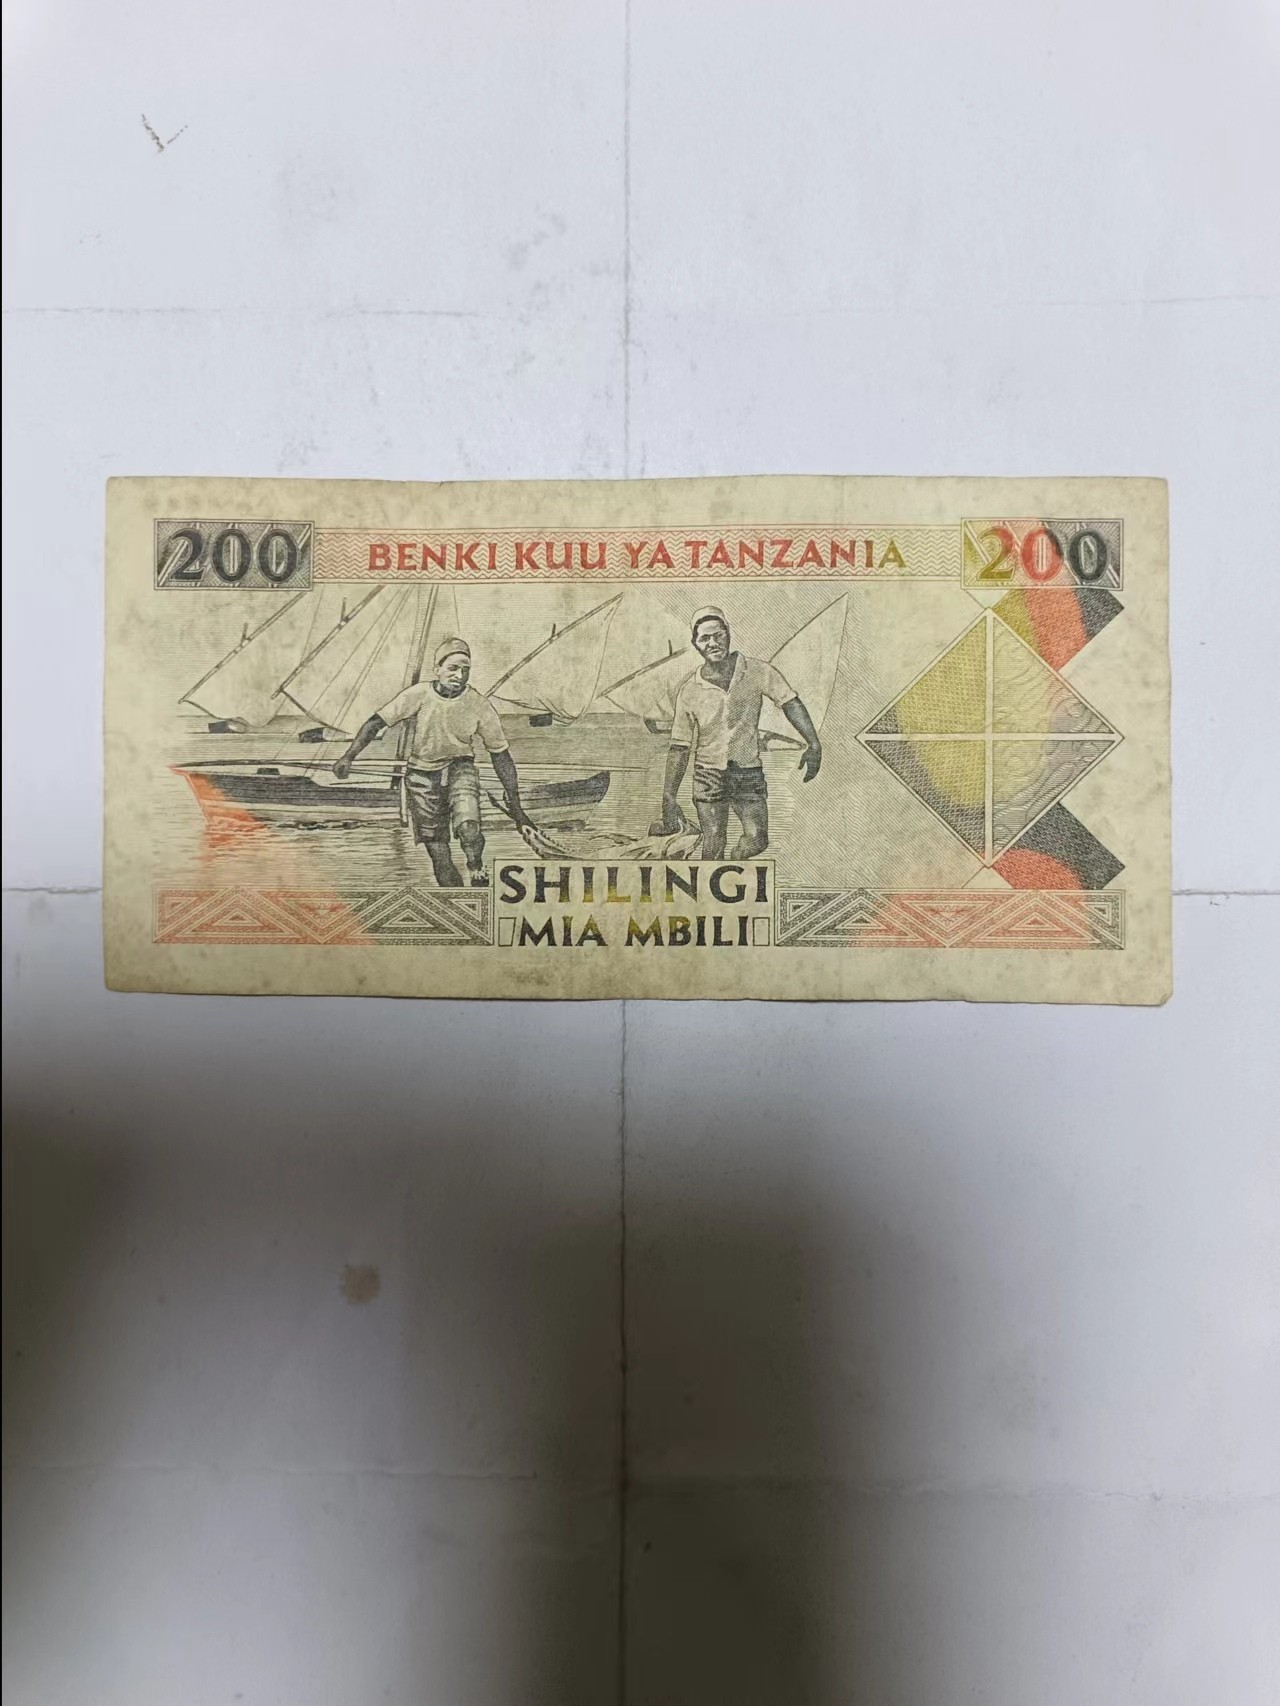 200 BENKI KUU YA TANZANIA 200
SHILINGI
MIA MBILI